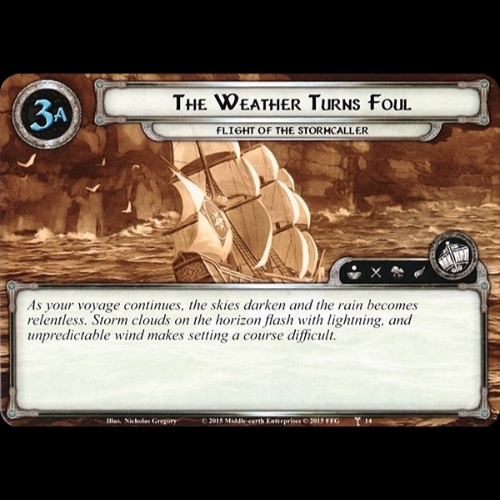 3A
THE WEATHER TURNS FOUL
FLIGHT OF THE STORMCALLER
As your voyage continues, the skies darken and the rain becomes
relentless. Storm clouds on the horizon flash with lightning, and
unpredictable wind makes setting a course difficult.
Illus. Nicholas Gregory © 2015 Middle-earth Enterprises © 2015 FFG 14